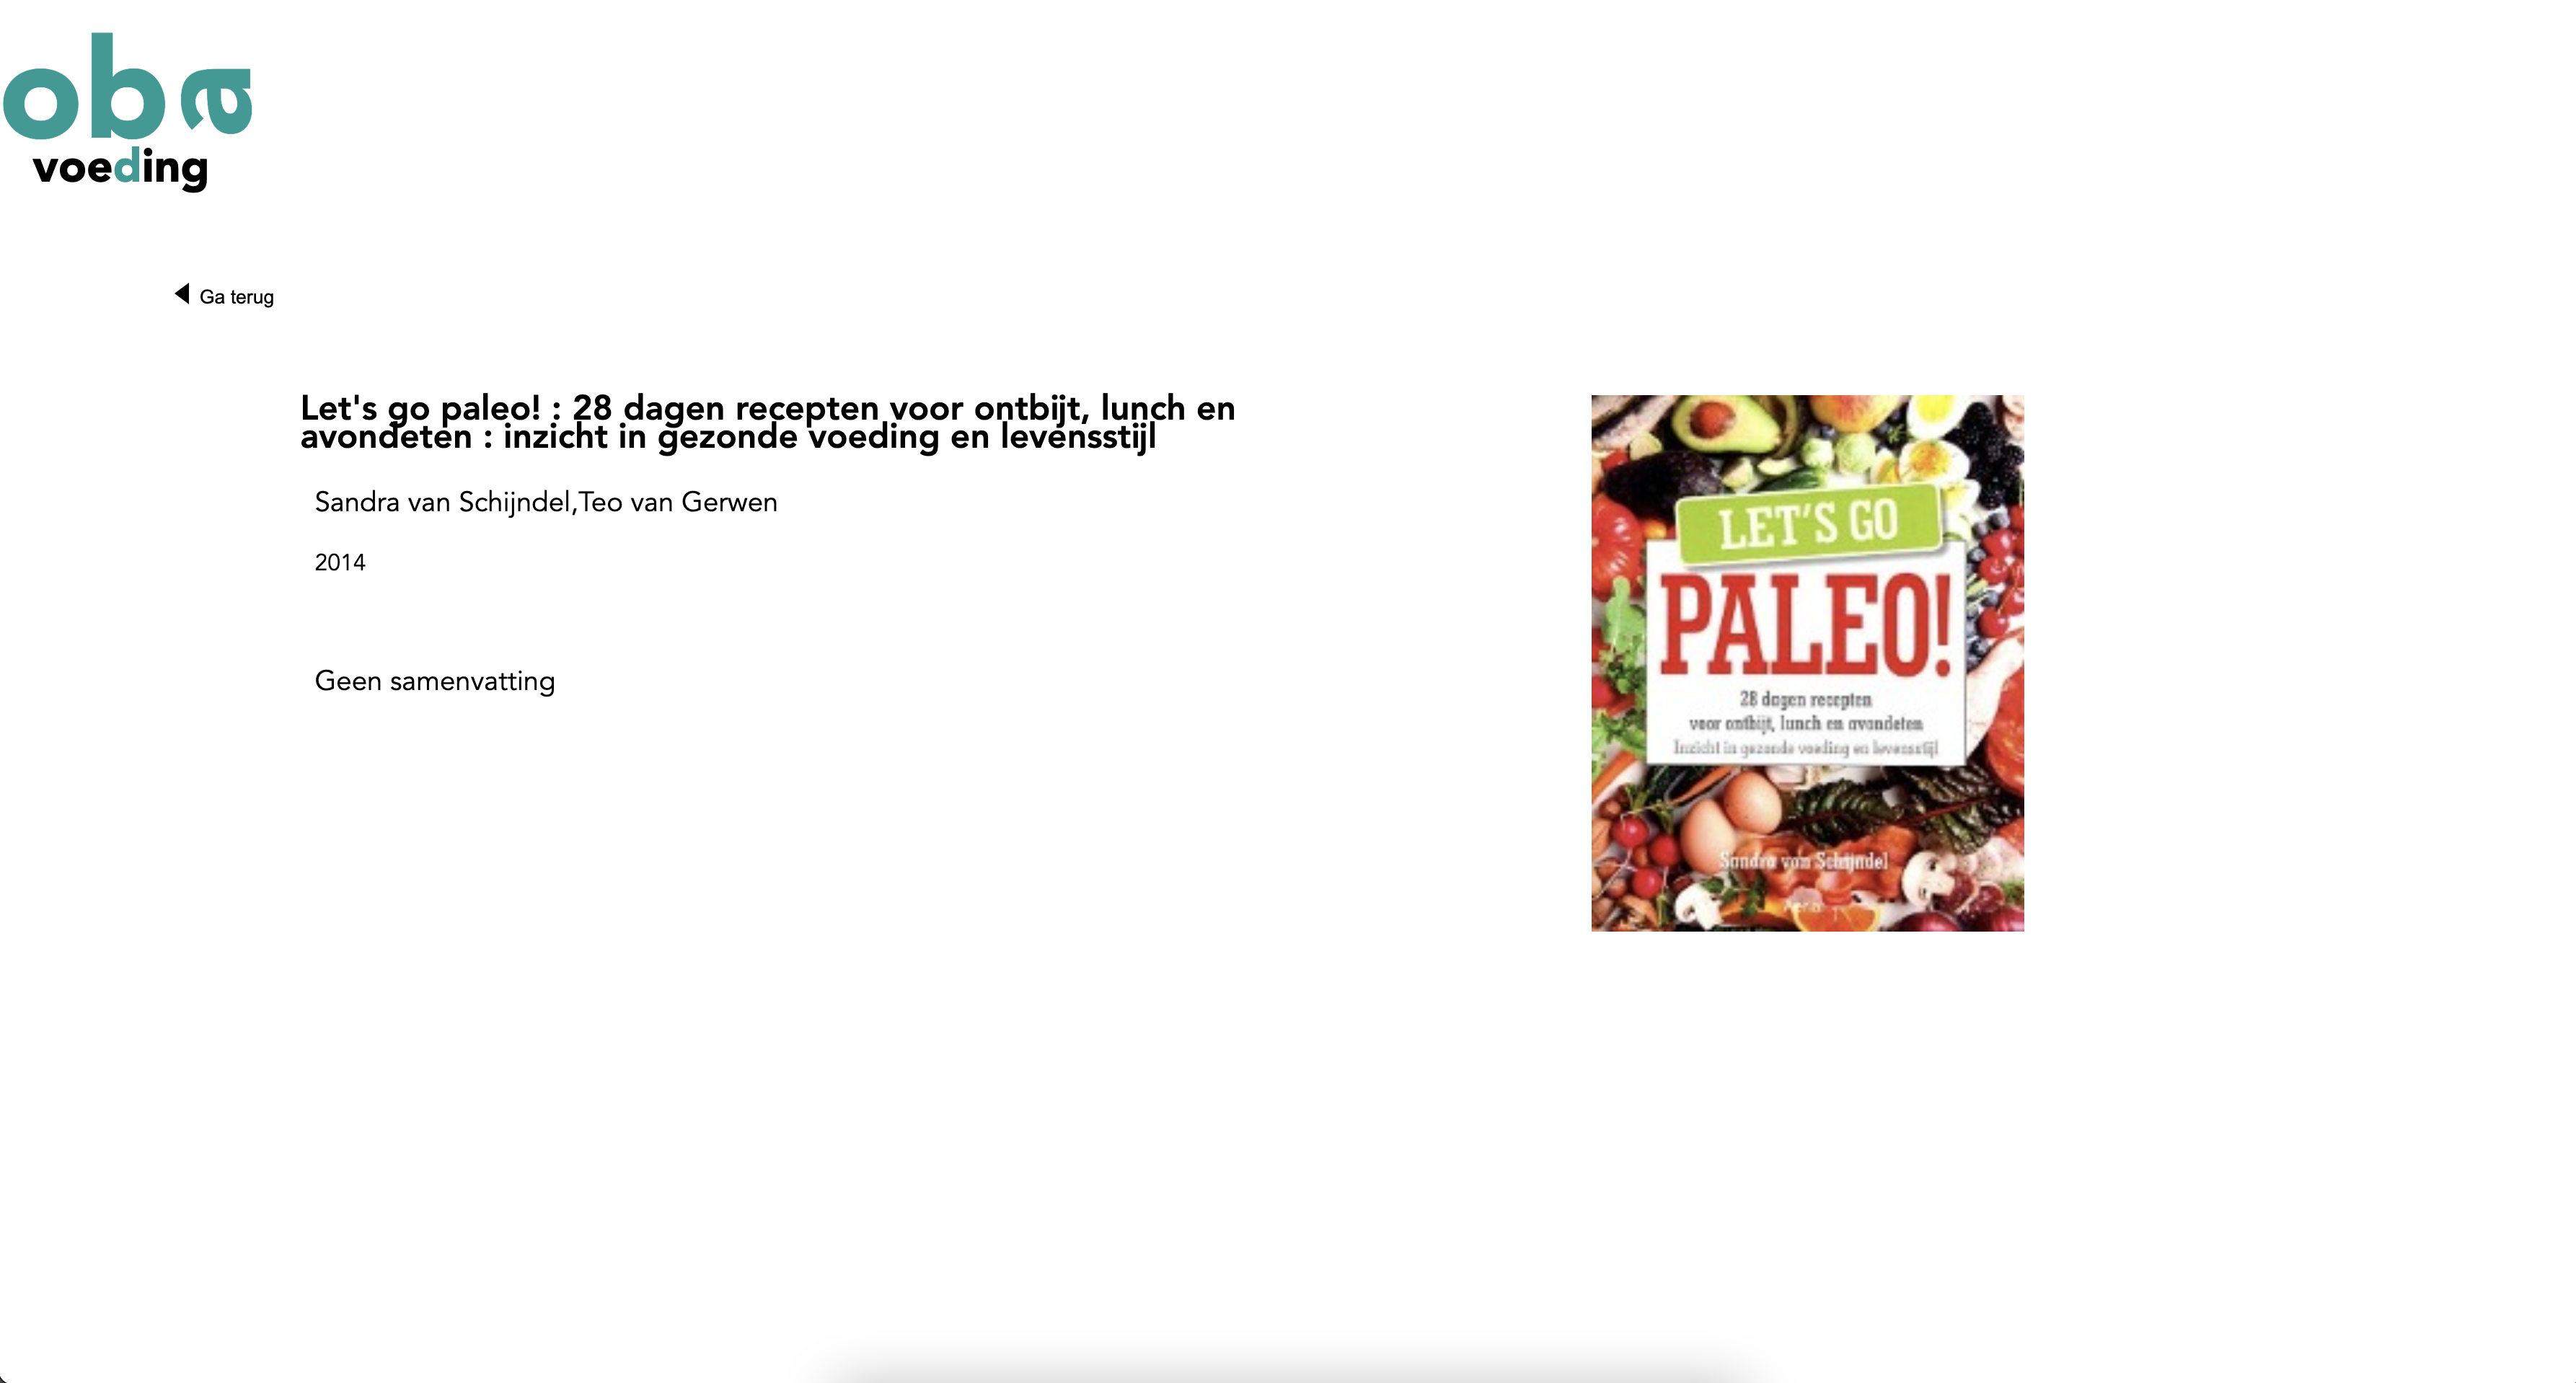 oba
voeding
Ga terug
Let's go paleo! : 28 dagen recepten voor ontbijt, lunch en
avondeten : inzicht in gezonde voeding en levensstijl
Sandra van Schijndel,Teo van Gerwen
2014
Geen samenvatting
LET'S GO
PALEO!
28 dagen recepten
voor ontbijt, lunch en avondeten
Inzicht in gezonde voeding en levensstijl
Sandra van Schijndel